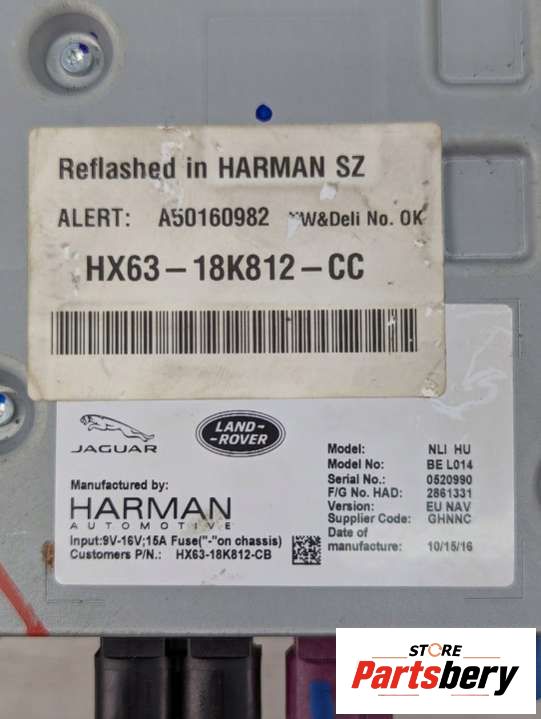 Reflashed in HARMAN SZ
ALERT: A50160982 W&Deli No. OK
HX63-18K812-CC
JAGUAR
LAND-
-ROVER
Manufactured by:
HARMAN
AUTOMOTIVE
Input:9V-16V;15A Fuse("-"on chassis)
Customers P/N.: HX63-18K812-CB
Model: NLI HU
Model No: BE L014
Serial No.: 0520990
F/G No. HAD: 2861331
Version: EU NAV
Supplier Code: GHNNC
Date of
manufacture: 10/15/16
STORE
Partsbery